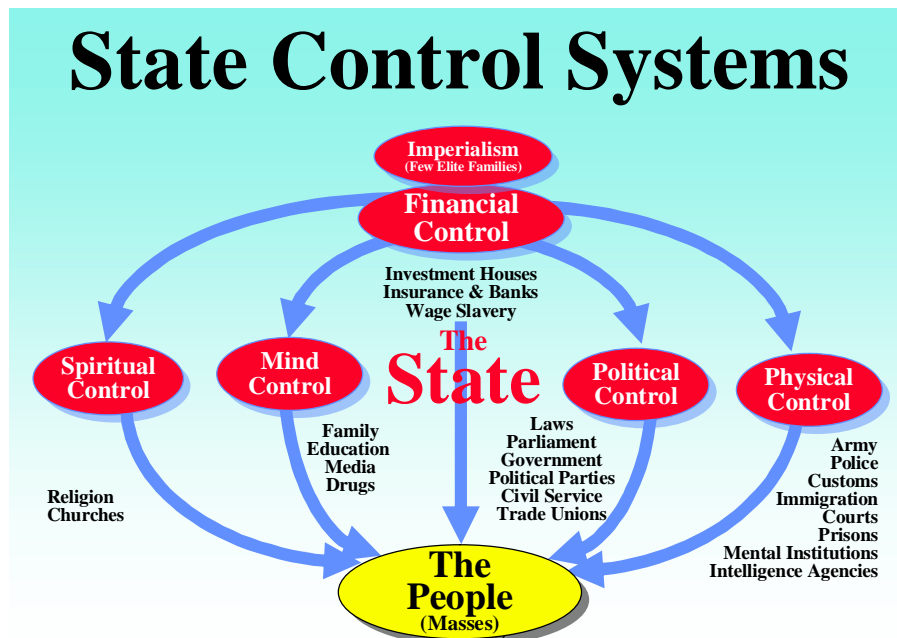 State Control Systems
Imperialism
(Few Elite Families)
Financial
Control
Investment Houses
Insurance & Banks
Wage Slavery
The
State
Spiritual
Control
Religion
Churches
Mind
Control
Family
Education
Media
Drugs
Political
Control
Laws
Parliament
Government
Political Parties
Civil Service
Trade Unions
Physical
Control
Army
Police
Customs
Immigration
Courts
Prisons
Mental Institutions
Intelligence Agencies
The
People
(Masses)